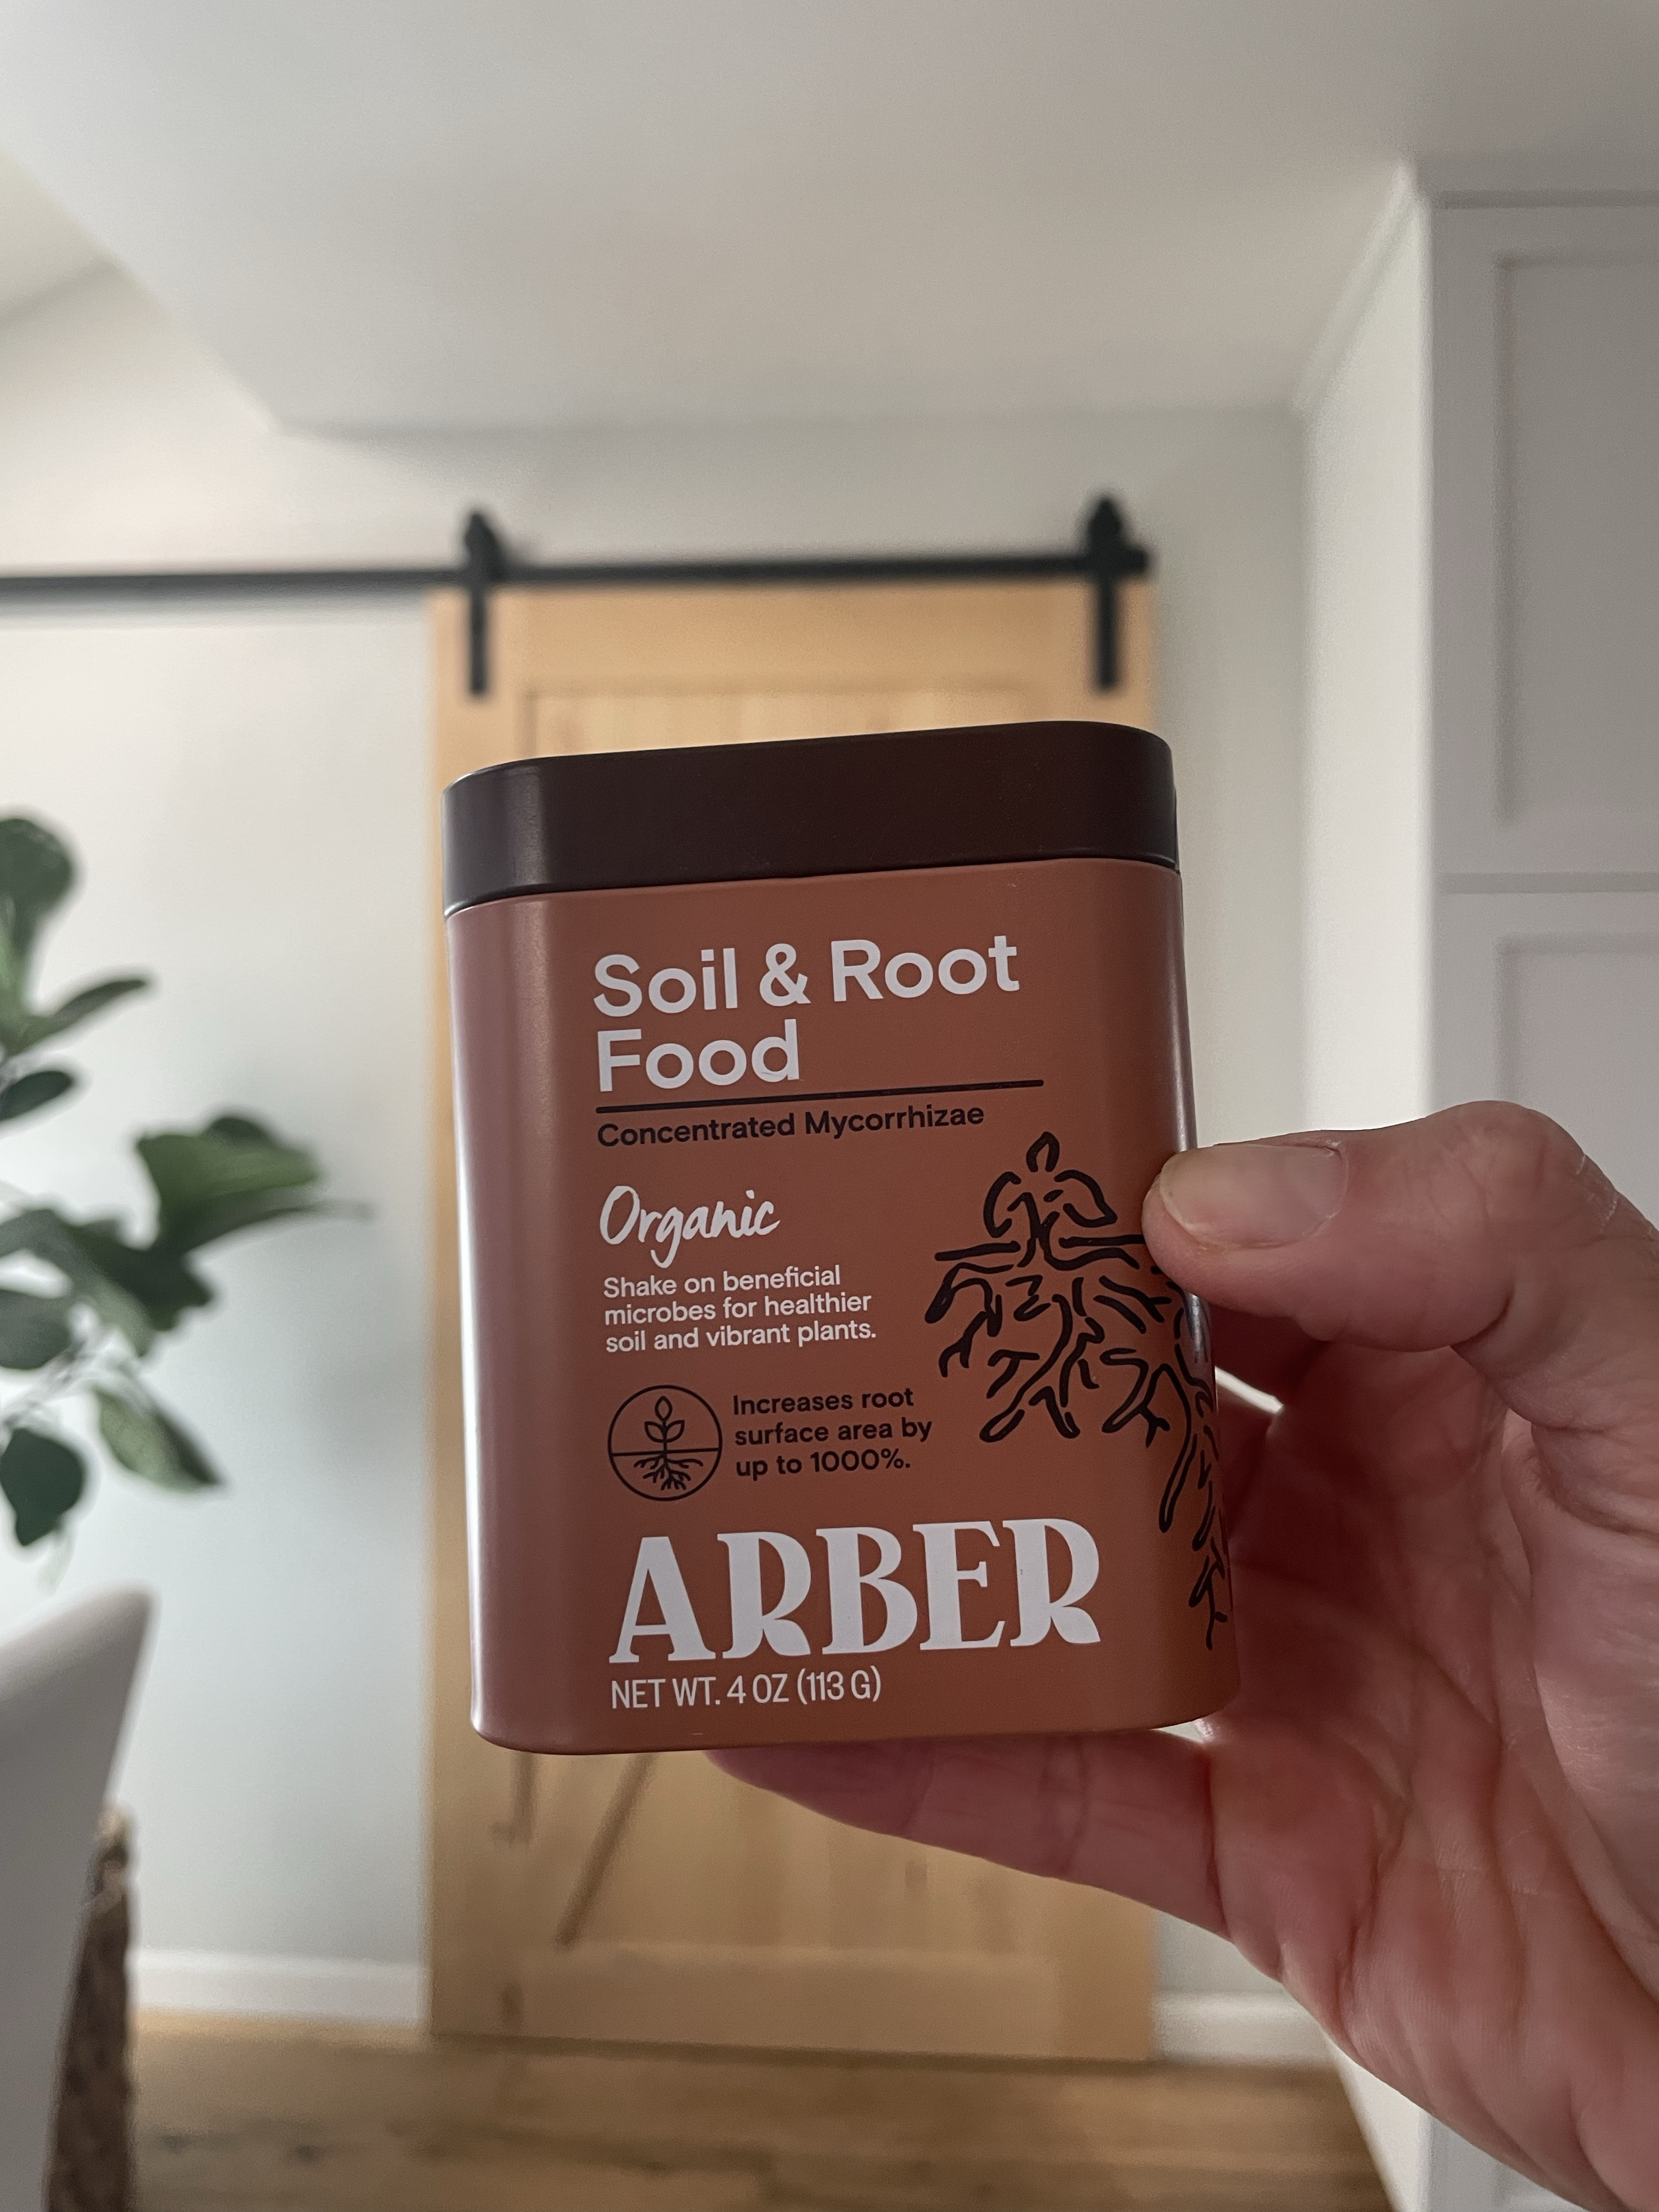 Soil & Root
Food
Concentrated Mycorrhizae
Organic
Shake on beneficial
microbes for healthier
soil and vibrant plants.
Increases root
surface area by
up to 1000%.
ARBER
NET WT. 4 OZ (113 G)